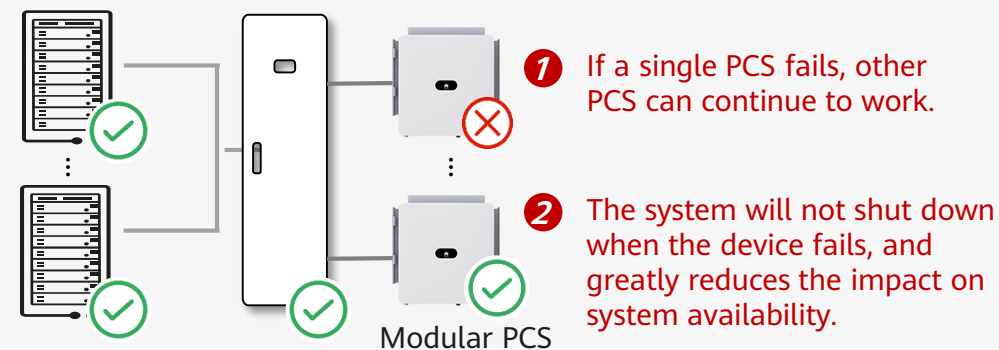 1 If a single PCS fails, other
PCS can continue to work.
2 The system will not shut down
when the device fails, and
greatly reduces the impact on
system availability.
Modular PCS